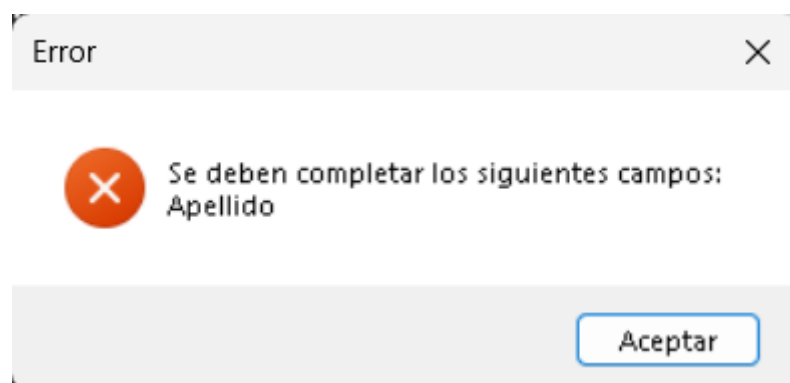 Error
Se deben completar los siguientes campos:
Apellido
Aceptar